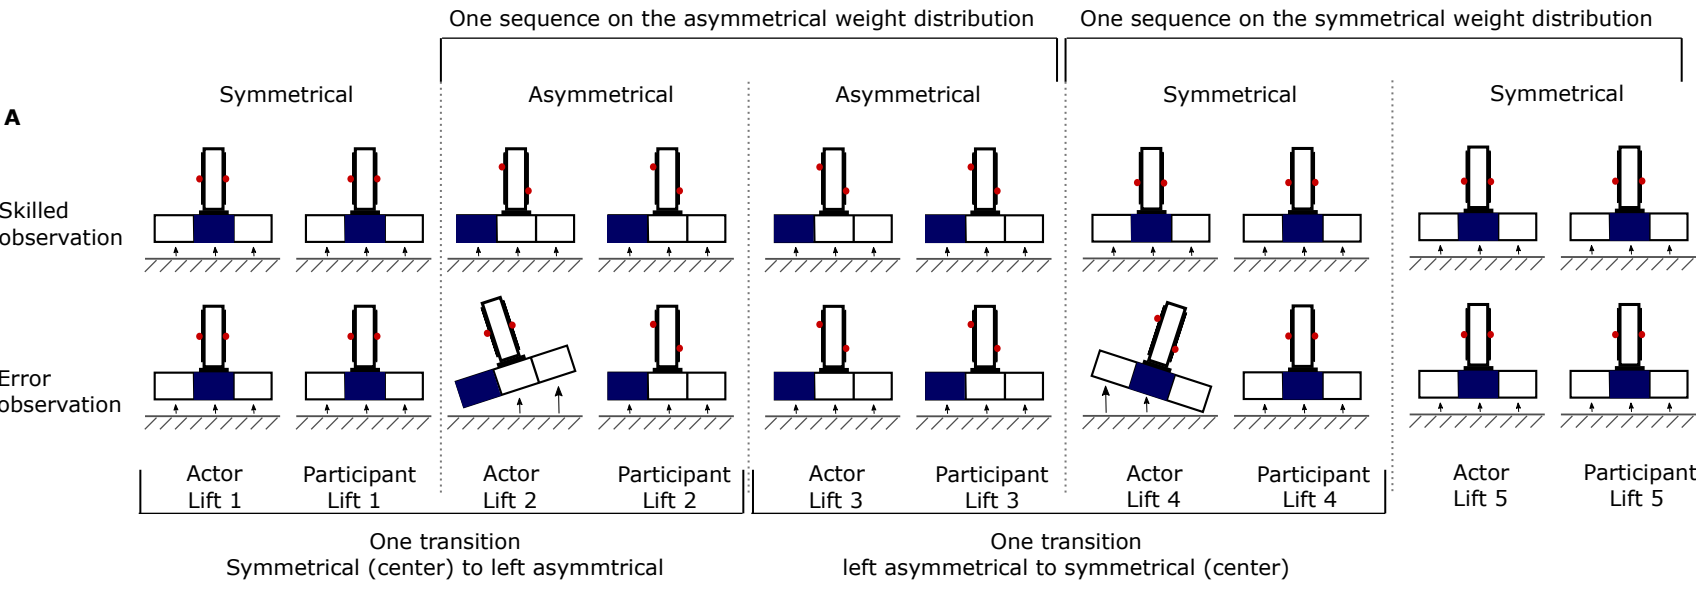 One sequence on the asymmetrical weight distribution
One sequence on the symmetrical weight distribution
Symmetrical
Asymmetrical
Asymmetrical
Symmetrical
Symmetrical
A
Skilled
observation
Error
observation
Actor
Lift 1
Participant
Lift 1
Actor
Lift 2
Participant
Lift 2
Actor
Lift 3
Participant
Lift 3
Actor
Lift 4
Participant
Lift 4
Actor
Lift 5
Participant
Lift 5
One transition
Symmetrical (center) to left asymmtrical
One transition
left asymmetrical to symmetrical (center)